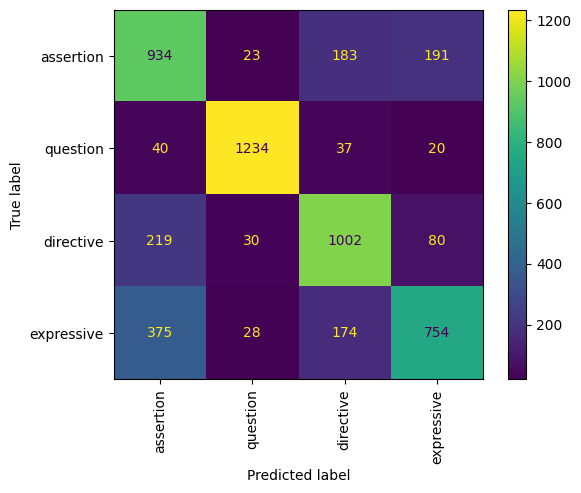 assertion 934 23 183 191
question 40 1234 37 20
directive 219 30 1002 80
expressive 375 28 174 754
assertion question directive expressive
Predicted label
True label
1200
1000
800
600
400
200